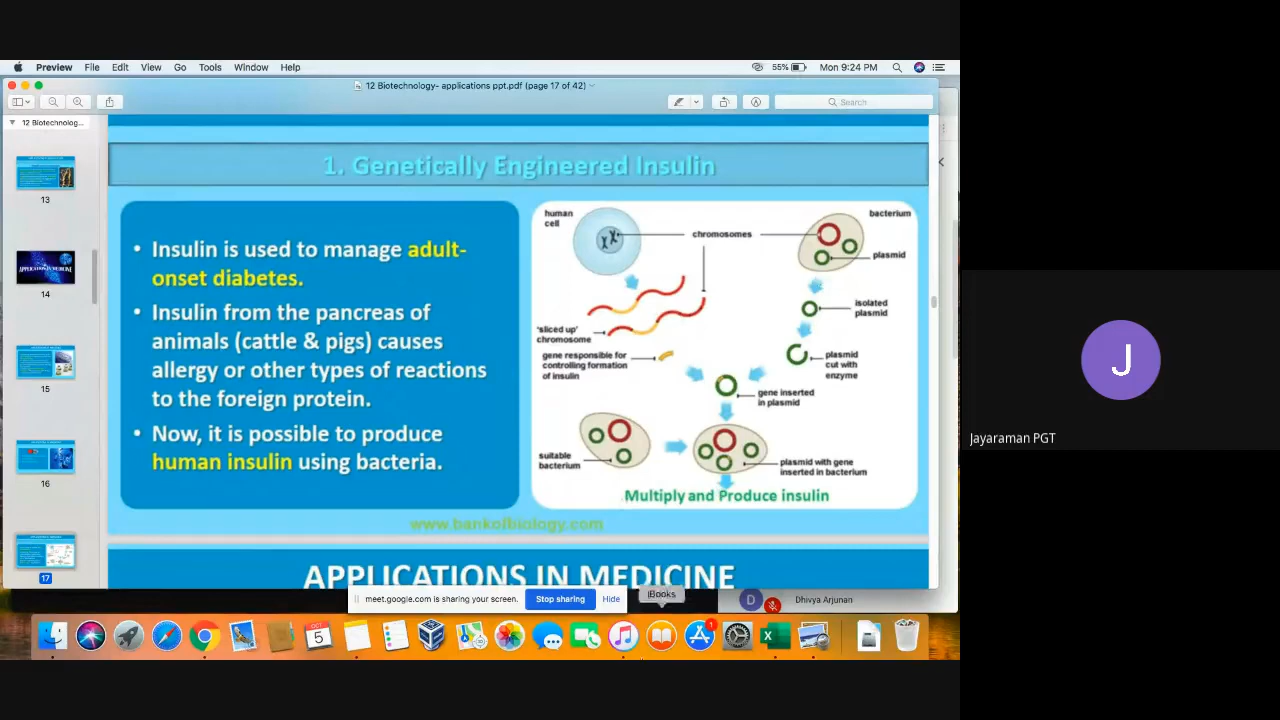 Preview File Edit View Go Tools Window Help
55% Mon 9:24 PM
12 Biotechnology- applications ppt.pdf (page 17 of 42)
Search
12 Biotechnolog...
13
14
15
16
17
1. Genetically Engineered Insulin
• Insulin is used to manage adult-
onset diabetes.
• Insulin from the pancreas of
animals (cattle & pigs) causes
allergy or other types of reactions
to the foreign protein.
• Now, it is possible to produce
human insulin using bacteria.
human
cell
chromosomes
bacterium
plasmid
isolated
plasmid
'sliced up'
chromosome
gene responsible for
controlling formation
of insulin
plasmid
cut with
enzyme
gene inserted
in plasmid
suitable
bacterium
plasmid with gene
inserted in bacterium
Multiply and Produce insulin
www.bankofbiology.com
APPLICATIONS IN MEDICINE
meet.google.com is sharing your screen. Stop sharing Hide
iBooks
D Dhivya Arjunan
OCT
5
1
J
Jayaraman PGT